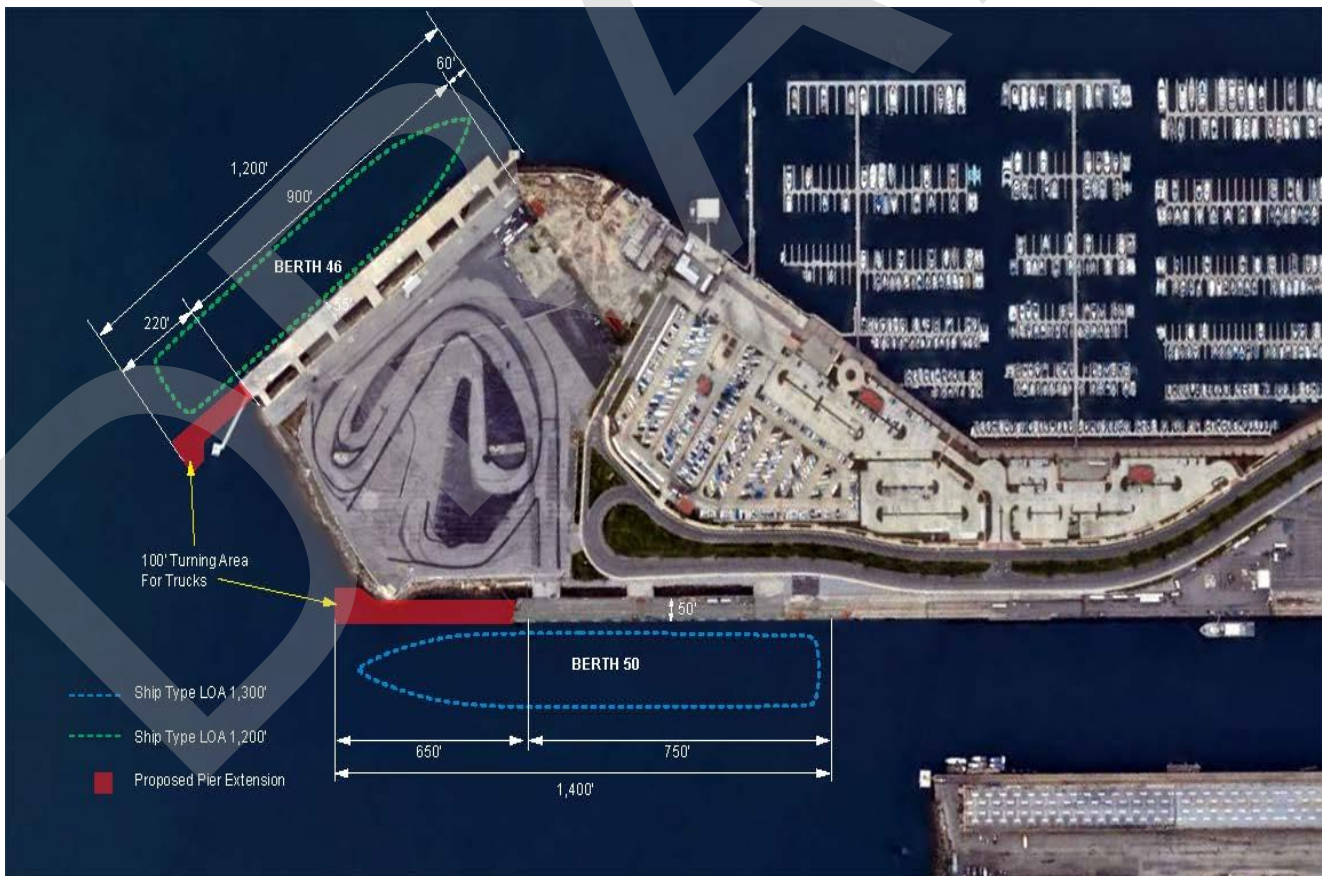 60'
1,200'
900'
BERTH 46
55'
220'
100' Turning Area
For Trucks
50'
BERTH 50
Ship Type LOA 1,300'
Ship Type LOA 1,200'
Proposed Pier Extension
650'
750'
1,400'
DRAFT